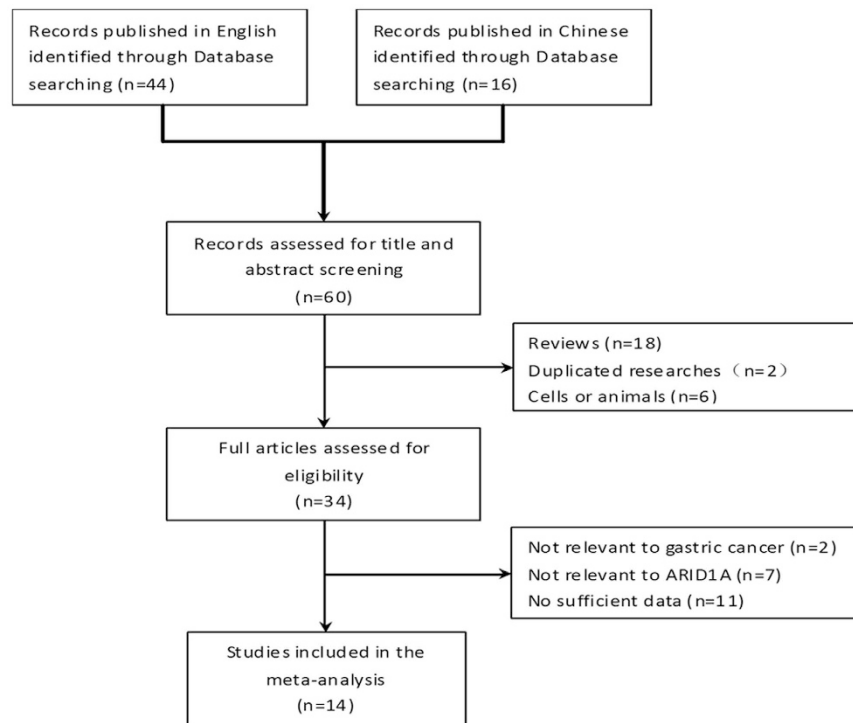 Records published in English
identified through Database
searching (n=44)
Records published in Chinese
identified through Database
searching (n=16)
Records assessed for title and
abstract screening
(n=60)
Reviews (n=18)
Duplicated researches（n=2）
Cells or animals (n=6)
Full articles assessed for
eligibility
(n=34)
Not relevant to gastric cancer (n=2)
Not relevant to ARID1A (n=7)
No sufficient data (n=11)
Studies included in the
meta-analysis
(n=14)